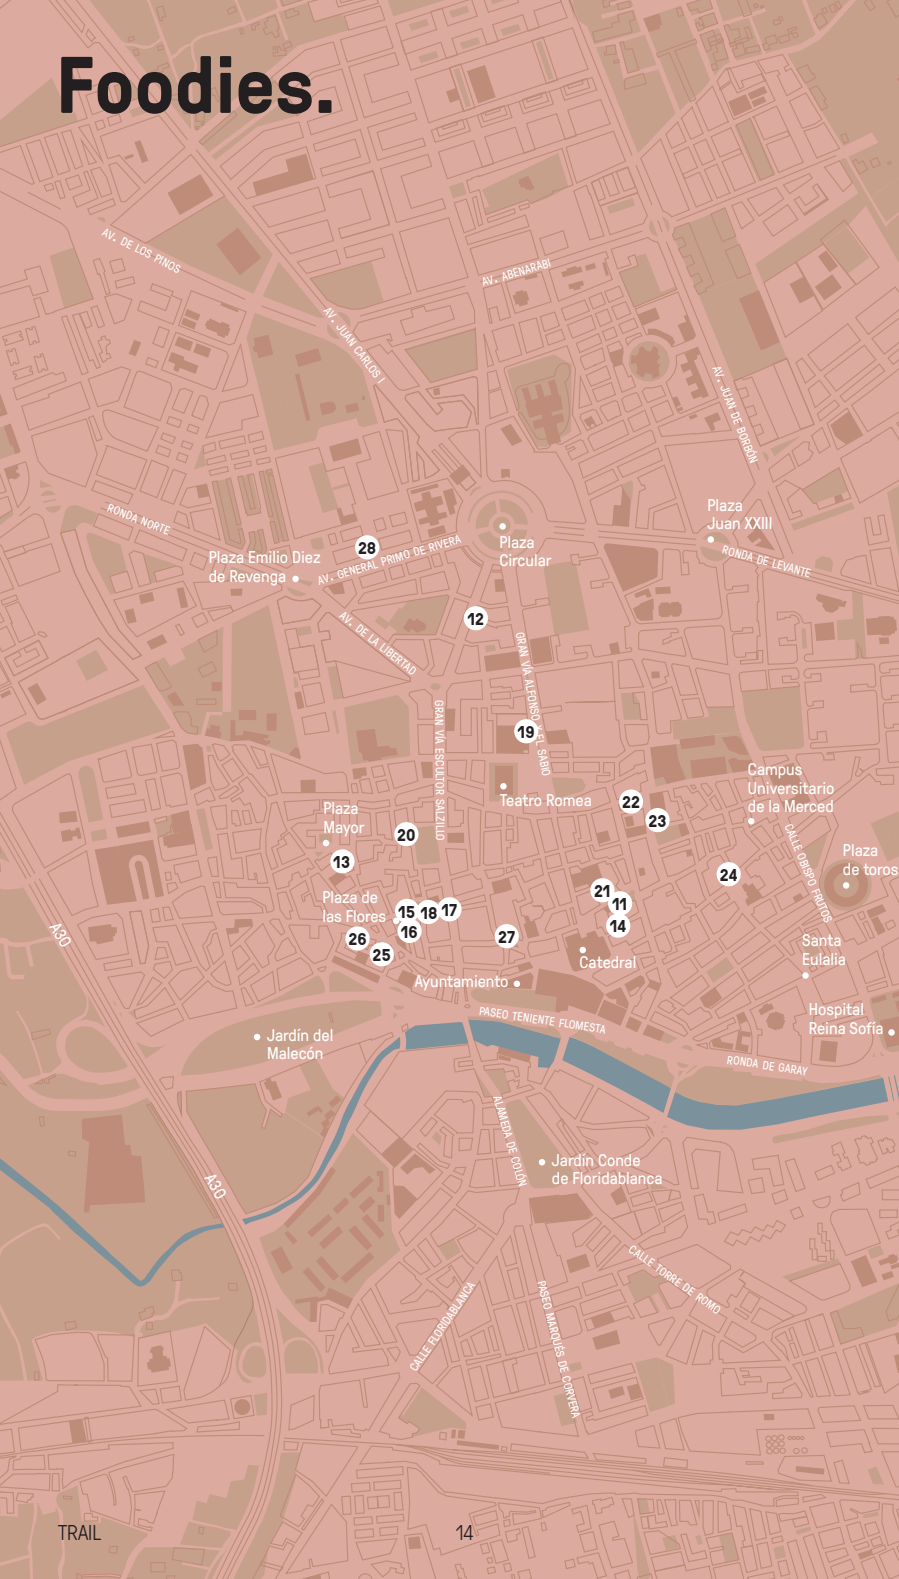 Foodies.
AV. DE LOS PINOS
AV. ABENARABI
AV. JUAN CARLOS I
AV. JUAN DE BORBÓN
RONDA NORTE
Plaza
Juan XXIII
RONDA DE LEVANTE
Plaza
Circular
28
Plaza Emilio Diez
de Revenga
AV. GENERAL PRIMO DE RIVERA
12
AV. DE LA LIBERTAD
GRAN VÍA ALFONSO X EL SABIO
19
GRAN VÍA ESCULTOR SALZILLO
Teatro Romea
Campus
Universitario
de la Merced
22
23
Plaza
Mayor
20
13
CALLE OBISPO FRUTOS
Plaza
de toros
24
21
11
14
Plaza de
las Flores
15
18
17
16
26
25
27
Catedral
Santa
Eulalia
A30
Ayuntamiento
PASEO TENIENTE FLOMESTA
Hospital
Reina Sofía
Jardín del
Malecón
RONDA DE GARAY
ALAMEDA DE COLÓN
Jardín Conde
de Floridablanca
A30
CALLE TORRE DE ROMO
CALLE FLORIDABLANCA
PASEO MARQUÉS DE CORVERA
TRAIL
14